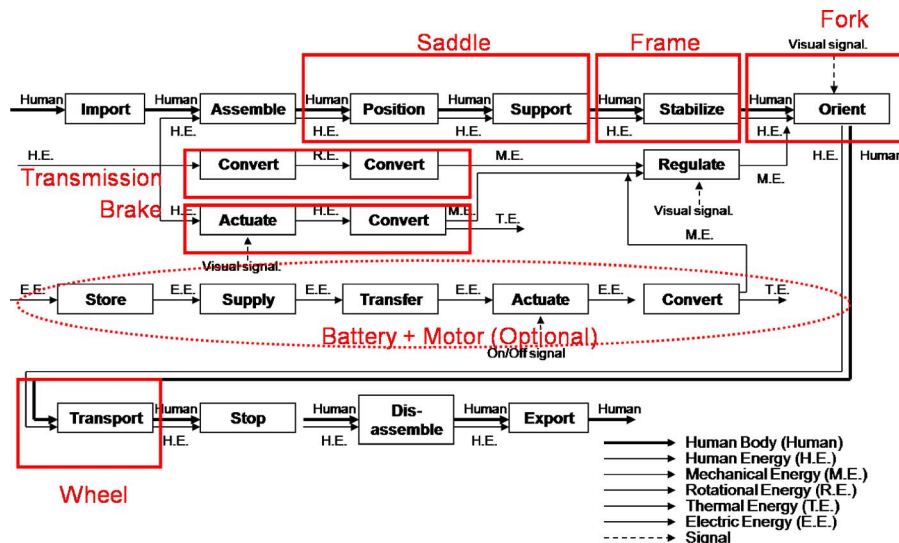 Fork
Saddle
Frame
Visual signal.
Human Human Human Human Human Human Human
Import Assemble Position Support Stabilize Orient
H.E. H.E. H.E. H.E. H.E. H.E. Human
H.E. R.E. M.E.
Convert Convert Regulate
Transmission M.E.
Brake
H.E. H.E. M.E.
Actuate Convert T.E. Visual signal.
M.E.
Visual signal.
E.E. E.E. E.E. E.E. E.E. T.E.
Store Supply Transfer Actuate Convert
Battery + Motor (Optional)
On/Off signal
Human Human Human Human
Transport Stop Dis-
assemble Export
H.E. H.E. H.E.
Human Body (Human)
Human Energy (H.E.)
Mechanical Energy (M.E.)
Rotational Energy (R.E.)
Thermal Energy (T.E.)
Electric Energy (E.E.)
Signal
Wheel